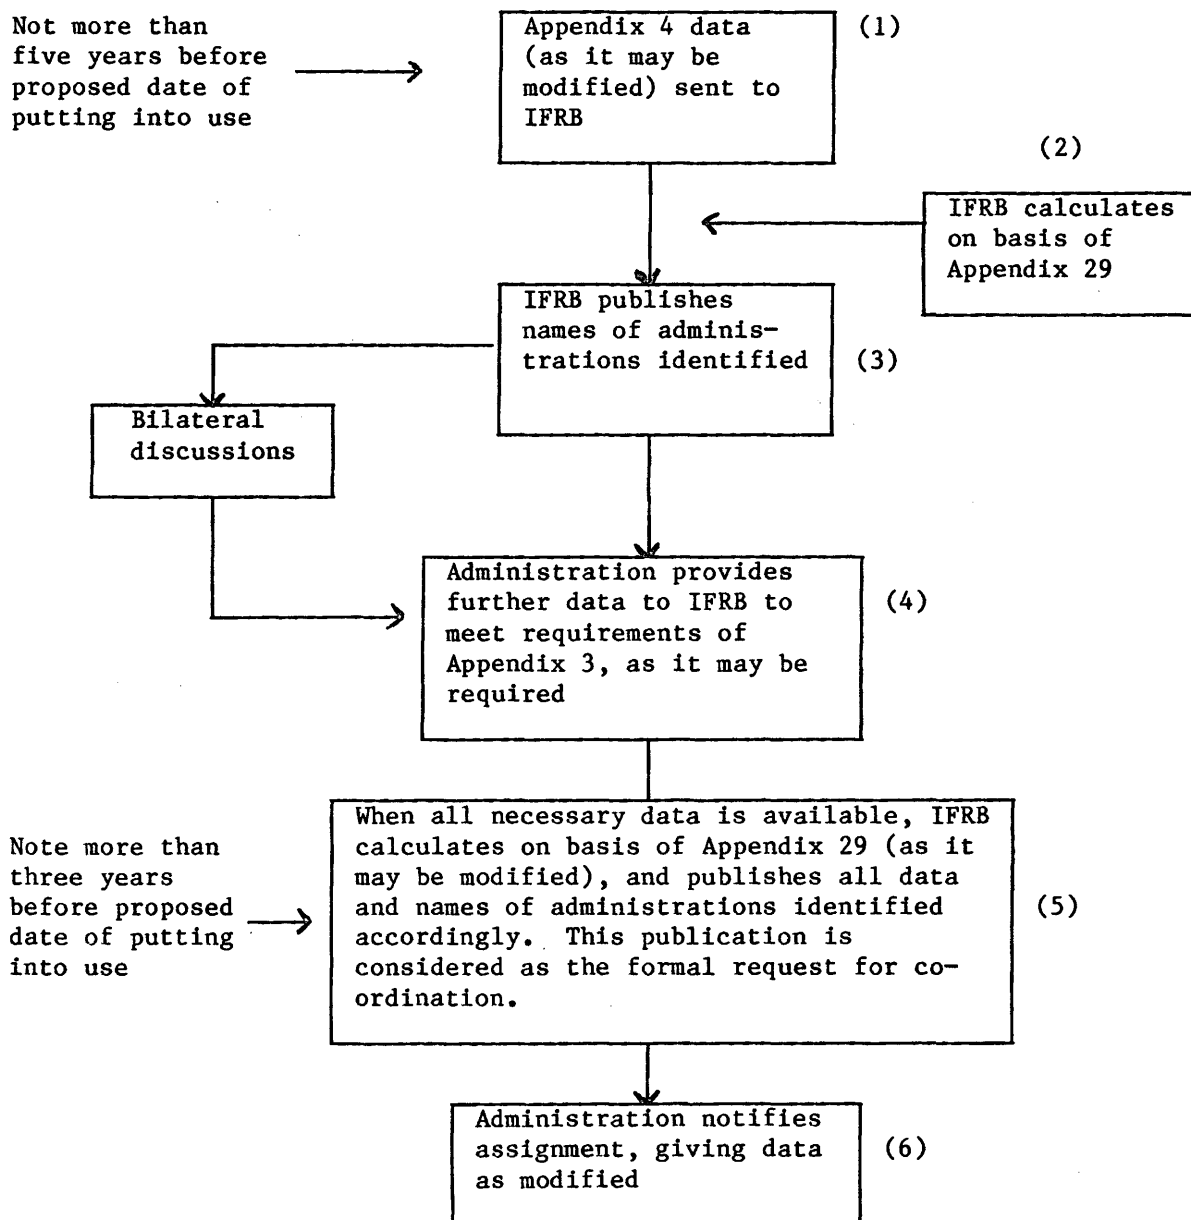 Not more than
five years before
proposed date of
putting into use
Appendix 4 data
(as it may be
modified) sent to
IFRB
(1)
(2)
IFRB calculates
on basis of
Appendix 29
IFRB publishes
names of adminis-
trations identified
(3)
Bilateral
discussions
Administration provides
further data to IFRB to
meet requirements of
Appendix 3, as it may be
required
(4)
Note more than
three years
before proposed
date of putting
into use
When all necessary data is available, IFRB
calculates on basis of Appendix 29 (as it
may be modified), and publishes all data
and names of administrations identified
accordingly. This publication is
considered as the formal request for co-
ordination.
(5)
Administration notifies
assignment, giving data
as modified
(6)